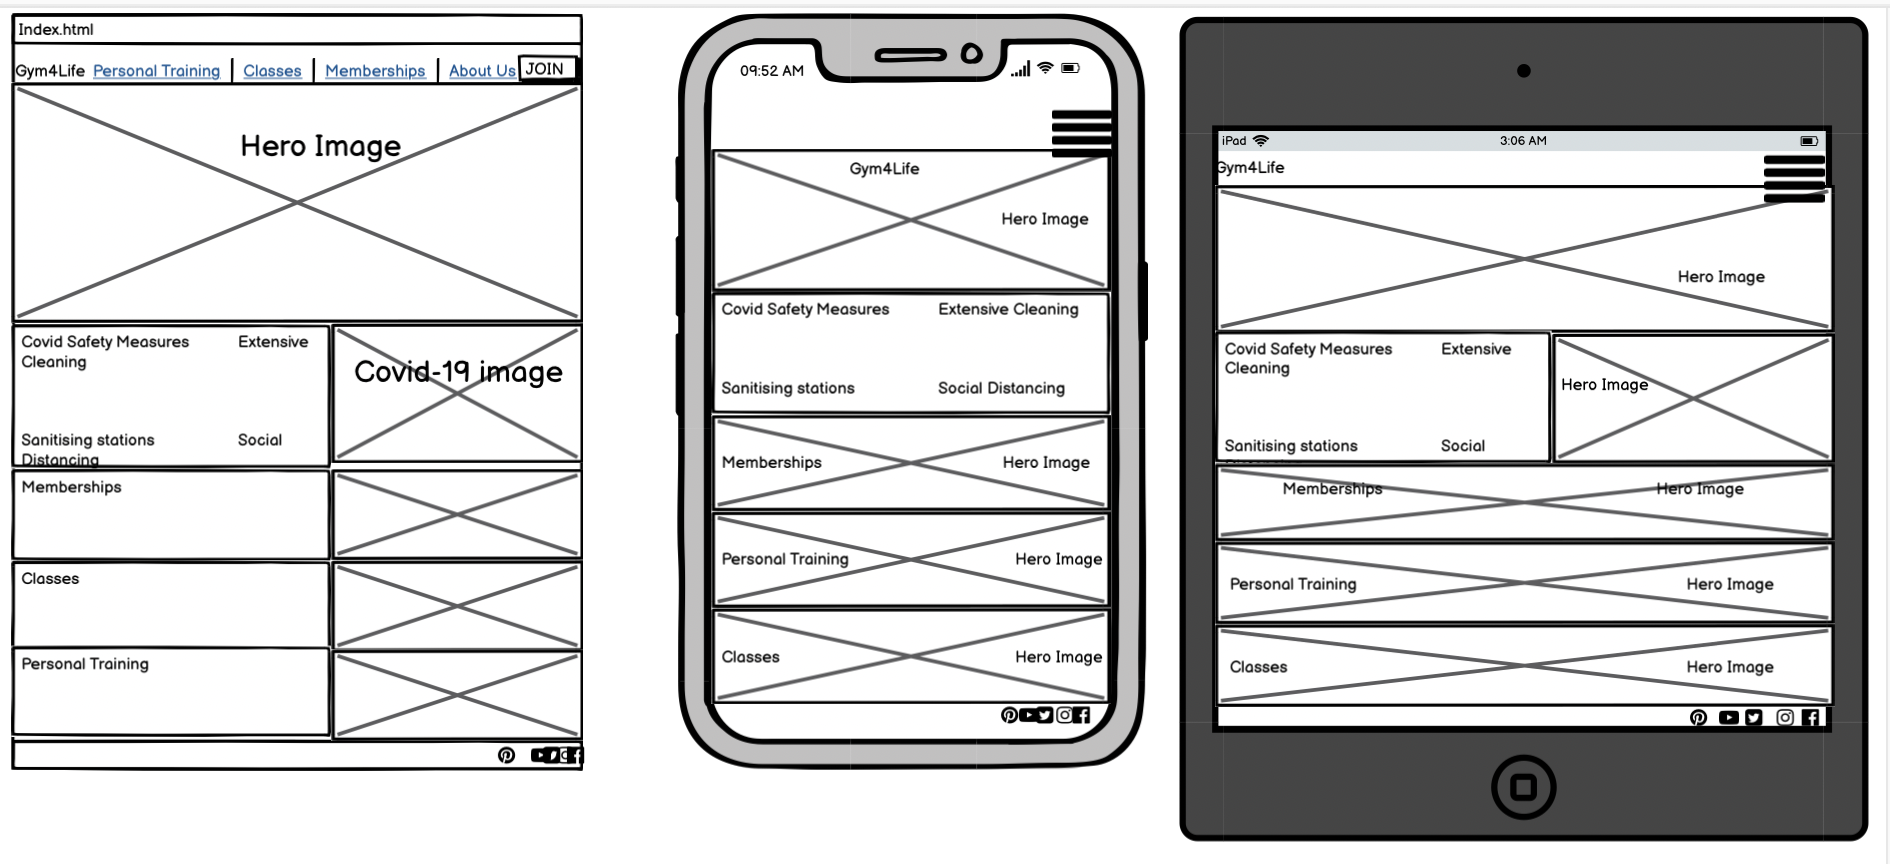 Index.html
Gym4Life Personal Training Classes Memberships About Us JOIN
Hero Image
Covid Safety Measures Extensive
Cleaning
Covid-19 image
Sanitising stations Social
Distancing
Memberships
Classes
Personal Training
09:52 AM
Gym4Life
Hero Image
Covid Safety Measures Extensive Cleaning
Sanitising stations Social Distancing
Memberships Hero Image
Personal Training Hero Image
Classes Hero Image
iPad 3:06 AM
Gym4Life
Hero Image
Covid Safety Measures Extensive
Cleaning
Hero Image
Sanitising stations Social
Memberships Hero Image
Personal Training Hero Image
Classes Hero Image